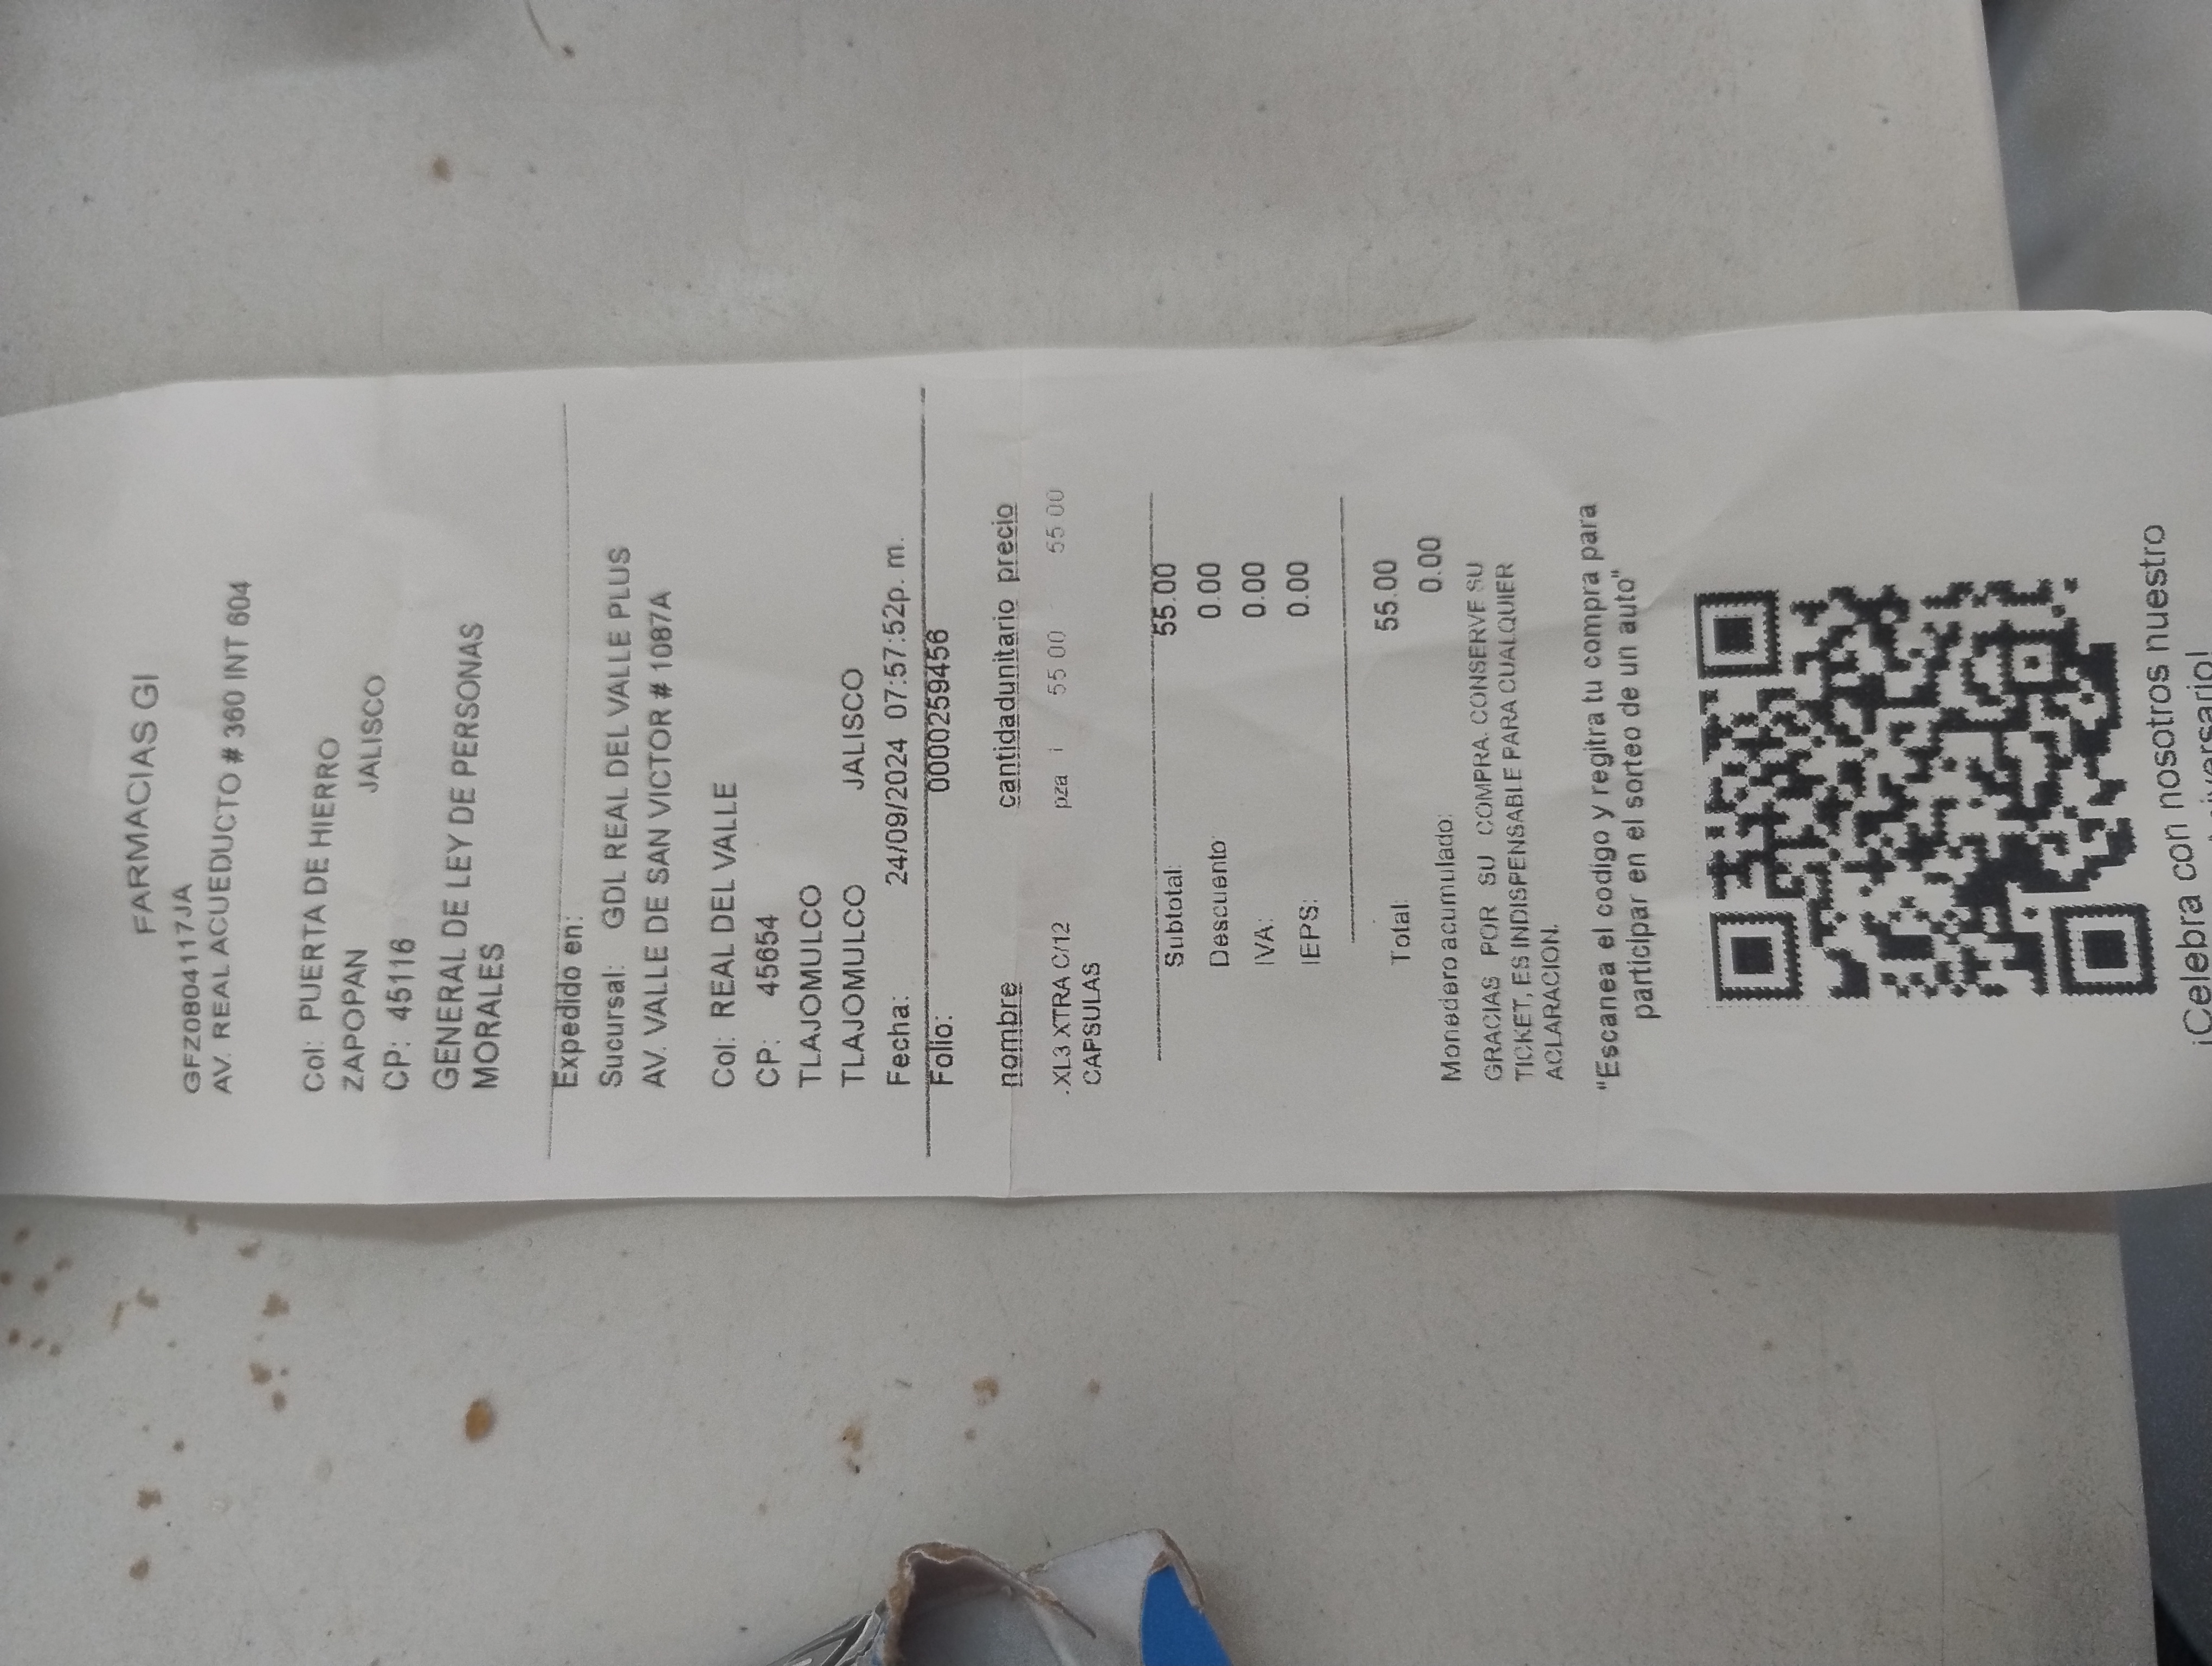 FARMACIAS GI
GFZ0804117JA
AV. REAL ACUEDUCTO # 360 INT 604
Col: PUERTA DE HIERRO
ZAPOPAN JALISCO
CP: 45116
GENERAL DE LEY DE PERSONAS
MORALES
Expedido en:
Sucursal: GDL REAL DEL VALLE PLUS
AV. VALLE DE SAN VICTOR # 1087A
Col: REAL DEL VALLE
CP: 45654
TLAJOMULCO
TLAJOMULCO JALISCO
Fecha: 24/09/2024 07:57:52p. m.
Folio: 0000259456
nombre cantidadunitario precio
.XL3 XTRA C/12 pza 1 55.00 55.00
CAPSULAS
Subtotal: 55.00
Descuento: 0.00
IVA: 0.00
IEPS: 0.00
Total: 55.00
Monedero acumulado: 0.00
GRACIAS POR SU COMPRA. CONSERVE SU
TICKET, ES INDISPENSABLE PARA CUALQUIER
ACLARACION.
"Escanea el codigo y regitra tu compra para
participar en el sorteo de un auto"
¡Celebra con nosotros nuestro